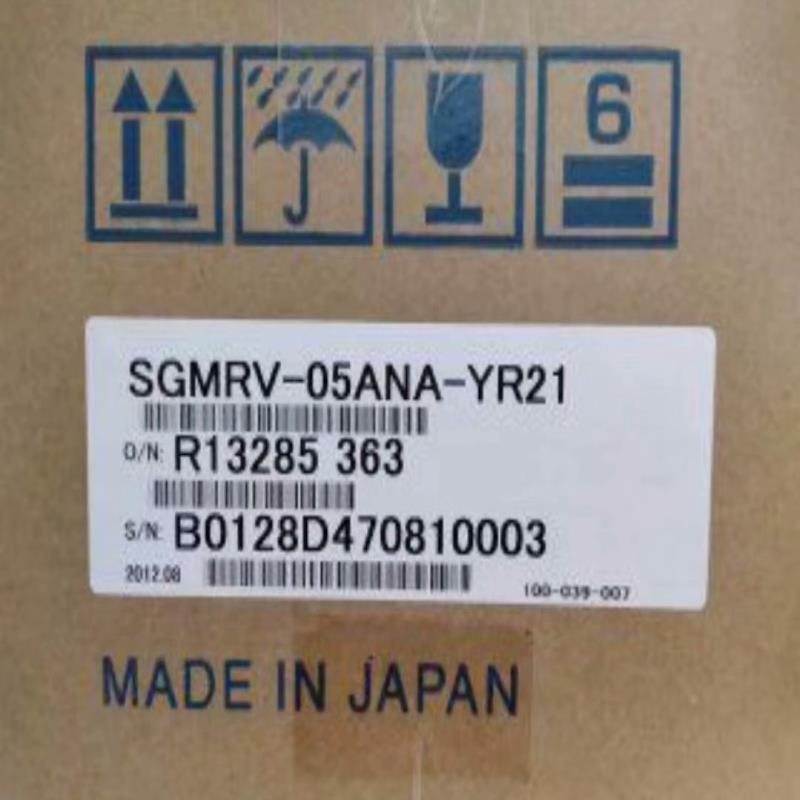 6
SGMRV-05ANA-YR21
O/N: R13285 363
S/N: B0128D470810003
2012.08
100-039-007
MADE IN JAPAN